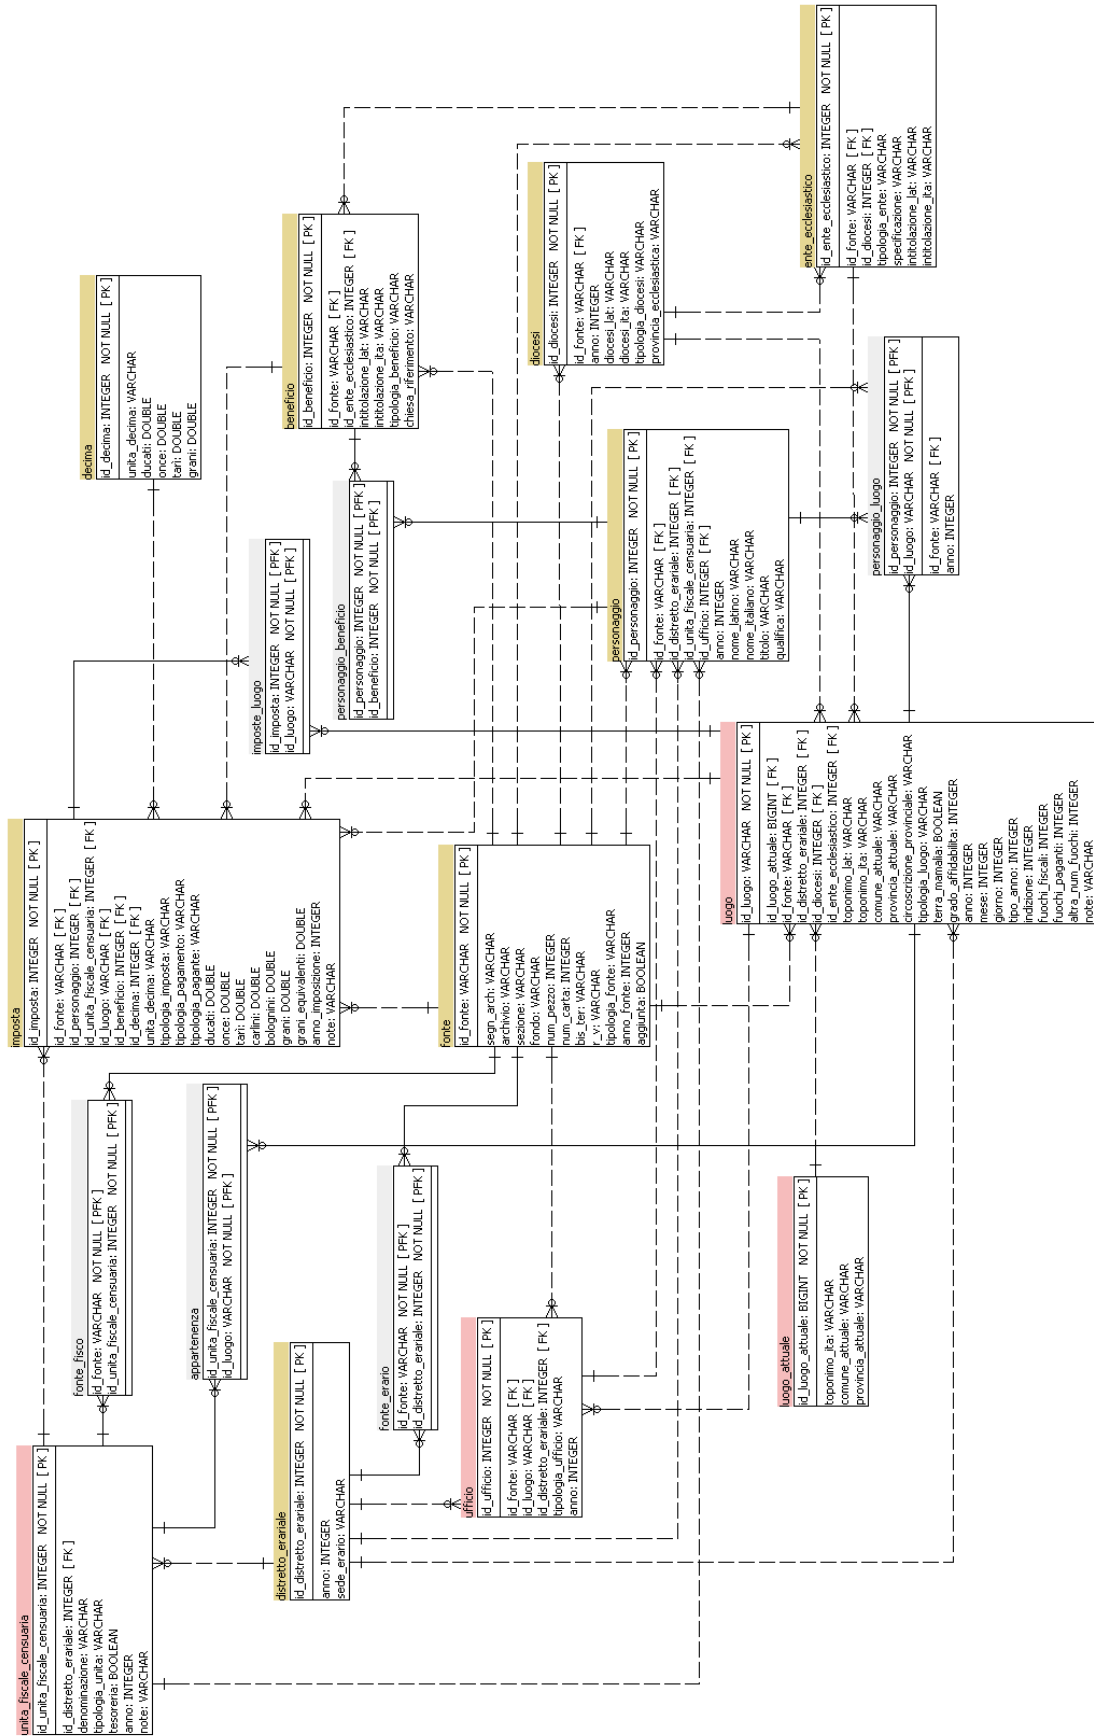 unita_fiscale_censuaria
id_unita_fiscale_censuaria: INTEGER NOT NULL [ PK ]
id_distretto_erariale: INTEGER [ FK ]
denominazione: VARCHAR
tipologia_unita: VARCHAR
tesoreria: BOOLEAN
anno: INTEGER
note: VARCHAR
fonte_fisco
id_fonte: VARCHAR NOT NULL [ PFK ]
id_unita_fiscale_censuaria: INTEGER NOT NULL [ PFK ]
imposta
id_imposta: INTEGER NOT NULL [ PK ]
id_fonte: VARCHAR [ FK ]
id_personaggio: INTEGER [ FK ]
id_unita_fiscale_censuaria: INTEGER [ FK ]
id_luogo: VARCHAR [ FK ]
id_beneficio: INTEGER [ FK ]
id_decima: INTEGER [ FK ]
unita_decima: VARCHAR
tipologia_imposta: VARCHAR
tipologia_pagamento: VARCHAR
tipologia_pagante: VARCHAR
ducati: DOUBLE
once: DOUBLE
tari: DOUBLE
carlini: DOUBLE
bolognini: DOUBLE
grani: DOUBLE
grani_equivalenti: DOUBLE
anno_imposizione: INTEGER
note: VARCHAR
decima
id_decima: INTEGER NOT NULL [ PK ]
unita_decima: VARCHAR
ducati: DOUBLE
once: DOUBLE
tari: DOUBLE
grani: DOUBLE
appartenenza
id_unita_fiscale_censuaria: INTEGER NOT NULL [ PFK ]
id_luogo: VARCHAR NOT NULL [ PFK ]
imposte_luogo
id_imposta: INTEGER NOT NULL [ PFK ]
id_luogo: VARCHAR NOT NULL [ PFK ]
beneficio
id_beneficio: INTEGER NOT NULL [ PK ]
id_fonte: VARCHAR [ FK ]
id_ente_ecclesiastico: INTEGER [ FK ]
intitolazione_lat: VARCHAR
intitolazione_ita: VARCHAR
tipologia_beneficio: VARCHAR
chiesa_riferimento: VARCHAR
distretto_erariale
id_distretto_erariale: INTEGER NOT NULL [ PK ]
anno: INTEGER
sede_erario: VARCHAR
personaggio_beneficio
id_personaggio: INTEGER NOT NULL [ PFK ]
id_beneficio: INTEGER NOT NULL [ PFK ]
fonte_erario
id_fonte: VARCHAR NOT NULL [ PFK ]
id_distretto_erariale: INTEGER NOT NULL [ PFK ]
fonte
id_fonte: VARCHAR NOT NULL [ PK ]
segn_arch: VARCHAR
archivio: VARCHAR
sezione: VARCHAR
fondo: VARCHAR
num_pezzo: INTEGER
num_carta: INTEGER
bis_ter: VARCHAR
r_v: VARCHAR
tipologia_fonte: VARCHAR
anno_fonte: INTEGER
aggiunta: BOOLEAN
ufficio
id_ufficio: INTEGER NOT NULL [ PK ]
id_fonte: VARCHAR [ FK ]
id_luogo: VARCHAR [ FK ]
id_distretto_erariale: INTEGER [ FK ]
tipologia_ufficio: VARCHAR
anno: INTEGER
diocesi
id_diocesi: INTEGER NOT NULL [ PK ]
id_fonte: VARCHAR [ FK ]
anno: INTEGER
diocesi_lat: VARCHAR
diocesi_ita: VARCHAR
tipologia_diocesi: VARCHAR
provincia_ecclesiastica: VARCHAR
personaggio
id_personaggio: INTEGER NOT NULL [ PK ]
id_fonte: VARCHAR [ FK ]
id_distretto_erariale: INTEGER [ FK ]
id_unita_fiscale_censuaria: INTEGER [ FK ]
id_ufficio: INTEGER [ FK ]
anno: INTEGER
nome_latino: VARCHAR
nome_italiano: VARCHAR
titolo: VARCHAR
qualifica: VARCHAR
luogo
id_luogo: VARCHAR NOT NULL [ PK ]
id_luogo_attuale: BIGINT [ FK ]
id_fonte: VARCHAR [ FK ]
id_distretto_erariale: INTEGER [ FK ]
id_diocesi: INTEGER [ FK ]
id_ente_ecclesiastico: INTEGER [ FK ]
toponimo_lat: VARCHAR
toponimo_ita: VARCHAR
comune_attuale: VARCHAR
provincia_attuale: VARCHAR
circoscrizione_provinciale: VARCHAR
tipologia_luogo: VARCHAR
terra_mamalia: BOOLEAN
grado_affidabilita: INTEGER
anno: INTEGER
mese: INTEGER
giorno: INTEGER
tipo_anno: INTEGER
indizione: INTEGER
fuochi_fiscali: INTEGER
fuochi_paganti: INTEGER
altra_num_fuochi: INTEGER
note: VARCHAR
luogo_attuale
id_luogo_attuale: BIGINT NOT NULL [ PK ]
toponimo_ita: VARCHAR
comune_attuale: VARCHAR
provincia_attuale: VARCHAR
ente_ecclesiastico
id_ente_ecclesiastico: INTEGER NOT NULL [ PK ]
id_fonte: VARCHAR [ FK ]
id_diocesi: INTEGER [ FK ]
tipologia_ente: VARCHAR
specificazione: VARCHAR
intitolazione_lat: VARCHAR
intitolazione_ita: VARCHAR
personaggio_luogo
id_personaggio: INTEGER NOT NULL [ PFK ]
id_luogo: VARCHAR NOT NULL [ PFK ]
id_fonte: VARCHAR [ FK ]
anno: INTEGER